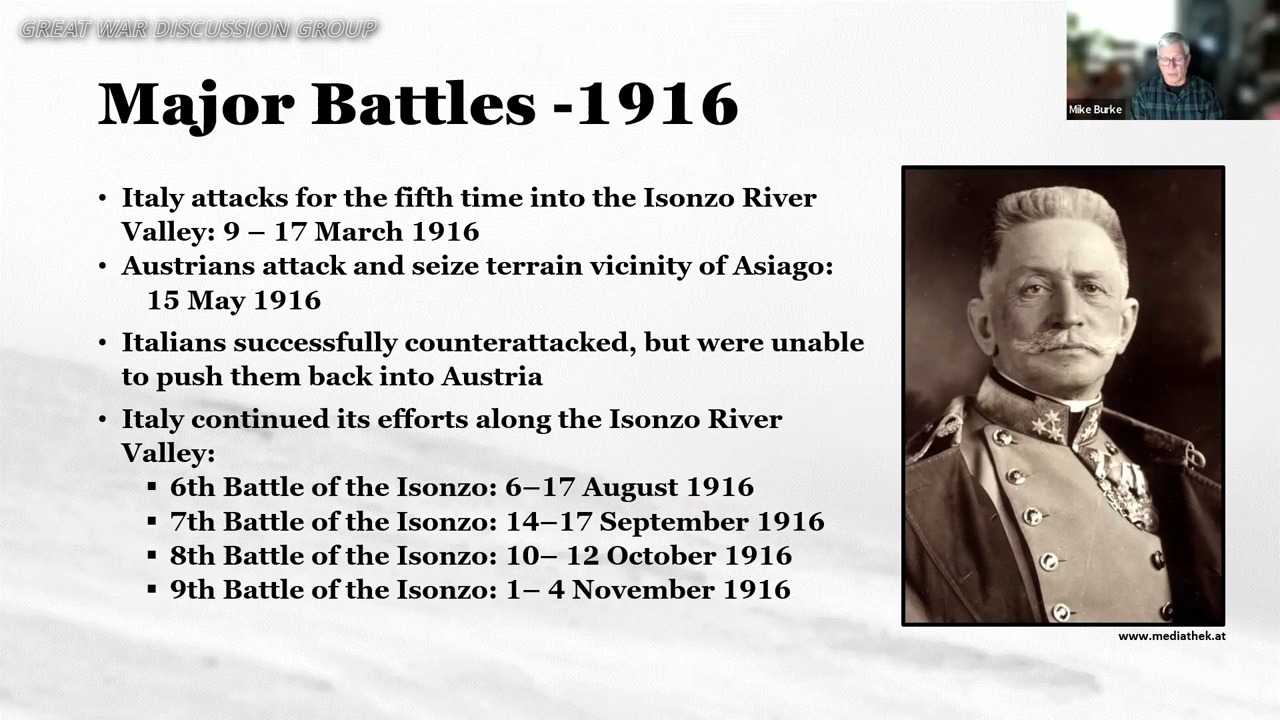 GREAT WAR DISCUSSION GROUP
Mike Burke
Major Battles -1916
• Italy attacks for the fifth time into the Isonzo River
Valley: 9 – 17 March 1916
• Austrians attack and seize terrain vicinity of Asiago:
15 May 1916
• Italians successfully counterattacked, but were unable
to push them back into Austria
• Italy continued its efforts along the Isonzo River
Valley:
▪ 6th Battle of the Isonzo: 6–17 August 1916
▪ 7th Battle of the Isonzo: 14–17 September 1916
▪ 8th Battle of the Isonzo: 10– 12 October 1916
▪ 9th Battle of the Isonzo: 1– 4 November 1916
www.mediathek.at